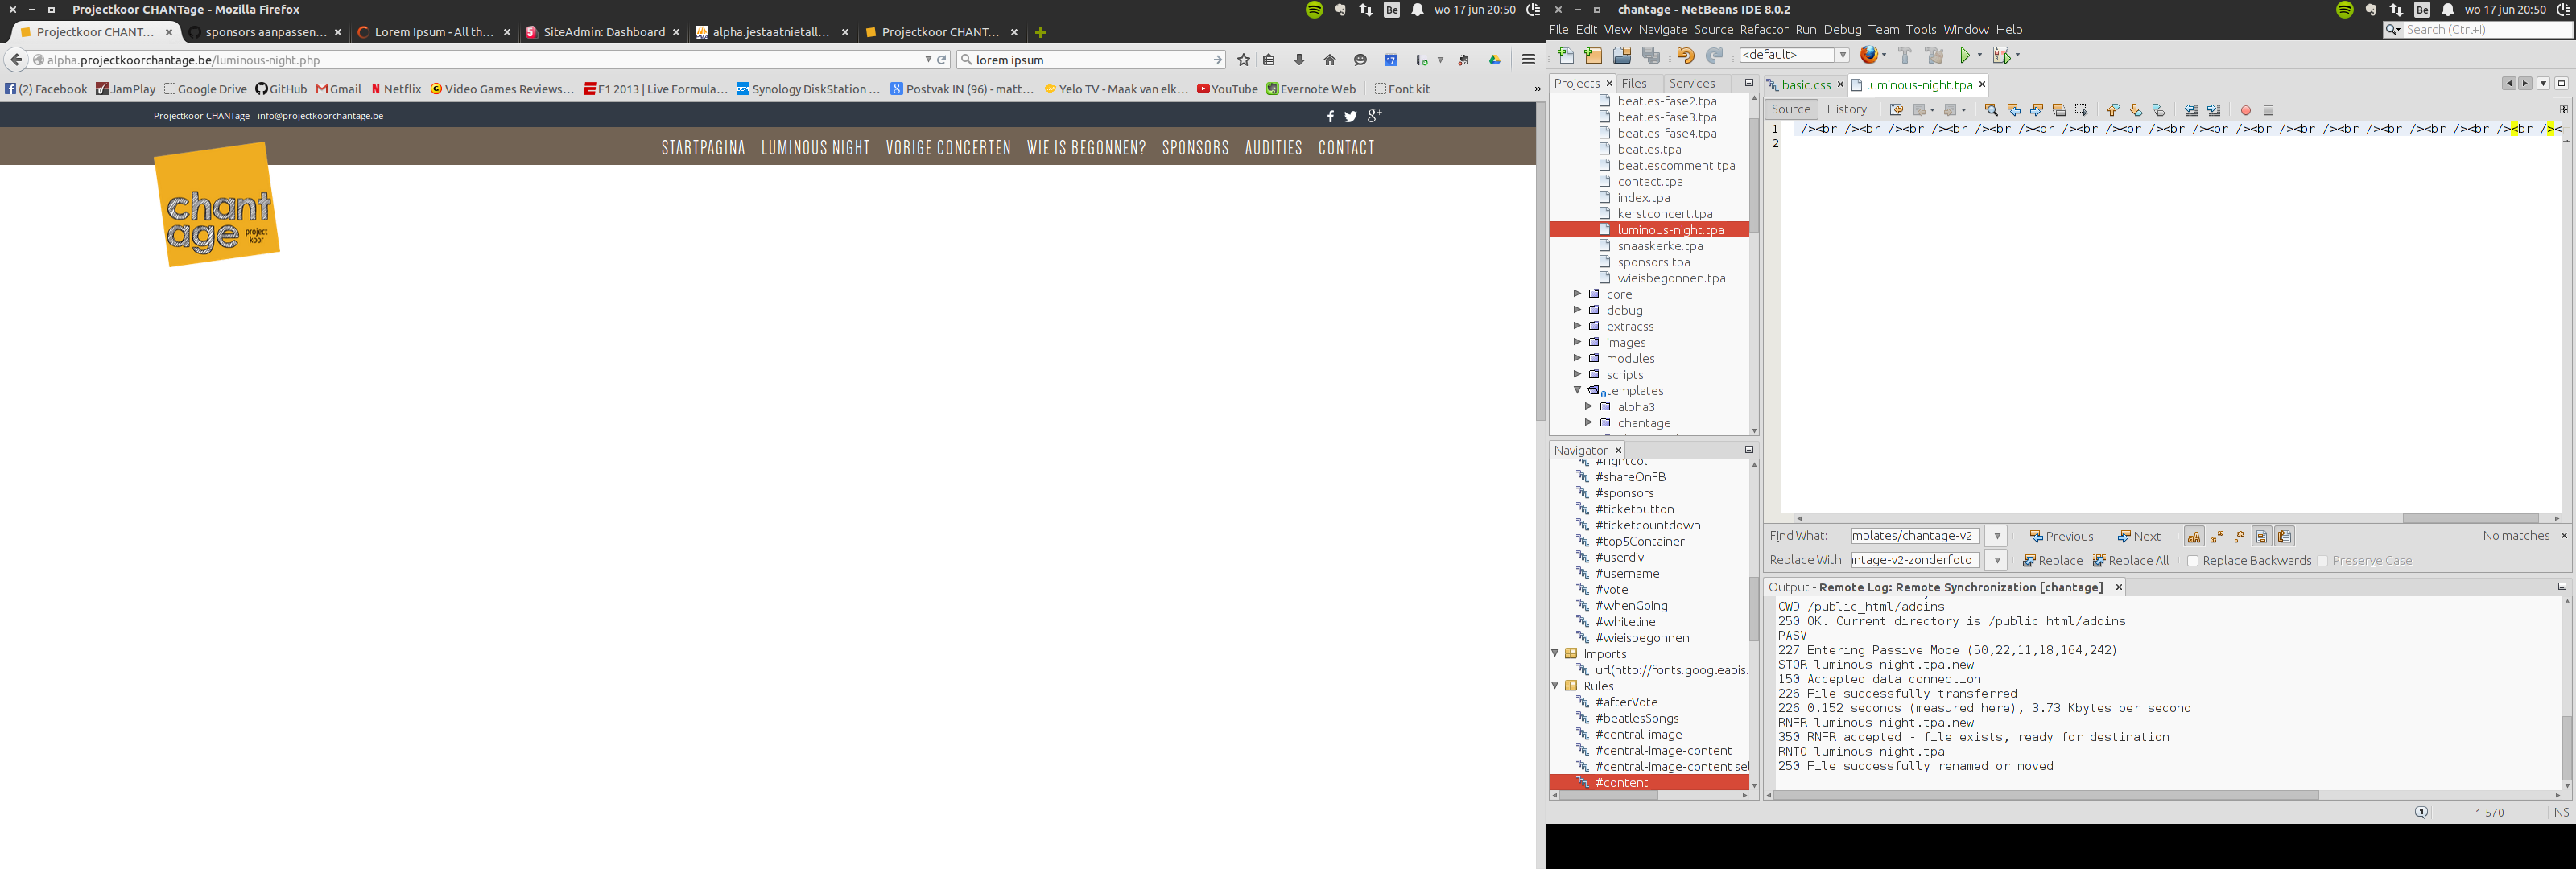 Projectkoor CHANTage - Mozilla Firefox
Be
wo 17 jun 20:50
Projectkoor CHANT...
sponsors aanpassen...
Lorem Ipsum - All th...
SiteAdmin: Dashboard
alpha.jestaatnietall...
Projectkoor CHANT...
alpha.projectkoorchantage.be/luminous-night.php
lorem ipsum
17
(2) Facebook
JamPlay
Google Drive
GitHub
Gmail
Netflix
Video Games Reviews...
F1 2013 | Live Formula...
Synology DiskStation ...
Postvak IN (96) - matt...
Yelo TV - Maak van elk...
YouTube
Evernote Web
Font kit
»
Projectkoor CHANTage - info@projectkoorchantage.be
STARTPAGINA
LUMINOUS NIGHT
VORIGE CONCERTEN
WIE IS BEGONNEN?
SPONSORS
AUDITIES
CONTACT
chant
age project
koor
chantage - NetBeans IDE 8.0.2
Be
wo 17 jun 20:50
File Edit View Navigate Source Refactor Run Debug Team Tools Window Help
Search (Ctrl+I)
<default>
Projects
Files
Services
beatles-fase2.tpa
beatles-fase3.tpa
beatles-fase4.tpa
beatles.tpa
beatlescomment.tpa
contact.tpa
index.tpa
kerstconcert.tpa
luminous-night.tpa
snaaskerke.tpa
sponsors.tpa
wieisbegonnen.tpa
core
debug
extracss
images
modules
scripts
templates
alpha3
chantage
Navigator
#rightcol
#shareOnFB
#sponsors
#ticketbutton
#ticketcountdown
#top5Container
#userdiv
#username
#vote
#whenGoing
#whiteline
#wieisbegonnen
Imports
url(http://fonts.googleapis.
Rules
#afterVote
#beatlesSongs
#central-image
#central-image-content
#central-image-content sel
#content
basic.css
luminous-night.tpa
Source
History
1 /><br /><br /><br /><br /><br /><br /><br /><br /><br /><br /><br /><br /><br /><br /><br /><br /><br /><br /><br /><br /><
2
Find What:
mplates/chantage-v2
Previous
Next
No matches
Replace With:
ntage-v2-zonderfoto
Replace
Replace All
Replace Backwards
Preserve Case
Output - Remote Log: Remote Synchronization [chantage]
CWD /public_html/addins
250 OK. Current directory is /public_html/addins
PASV
227 Entering Passive Mode (50,22,11,18,164,242)
STOR luminous-night.tpa.new
150 Accepted data connection
226-File successfully transferred
226 0.152 seconds (measured here), 3.73 Kbytes per second
RNFR luminous-night.tpa.new
350 RNFR accepted - file exists, ready for destination
RNTO luminous-night.tpa
250 File successfully renamed or moved
1:570
INS